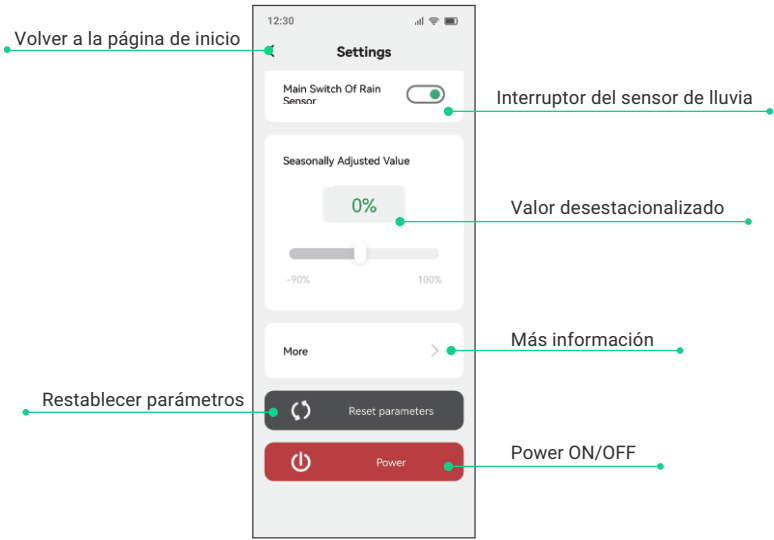 12:30
Volver a la página de inicio
Settings
Main Switch Of Rain
Sensor
Interruptor del sensor de lluvia
Seasonally Adjusted Value
0%
Valor desestacionalizado
-90%
100%
Más información
More
Restablecer parámetros
Reset parameters
Power ON/OFF
Power